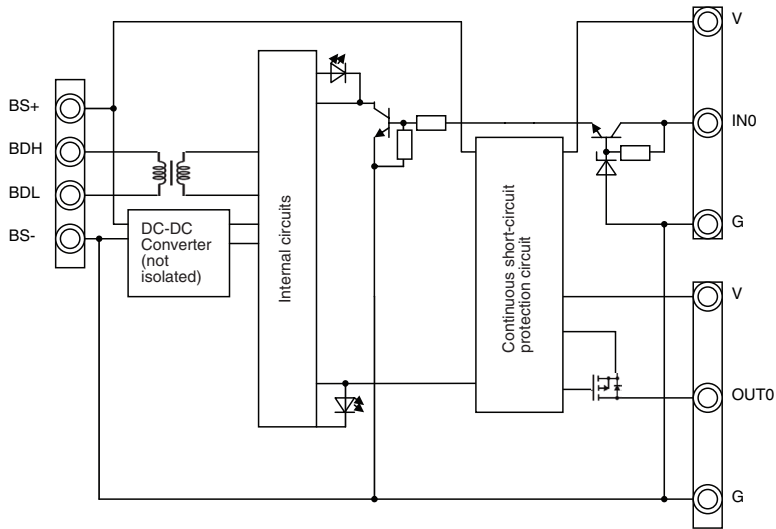 BS+
BDH
BDL
BS-
DC-DC
Converter
(not
isolated)
Internal circuits
Continuous short-circuit
protection circuit
V
IN0
G
V
OUT0
G